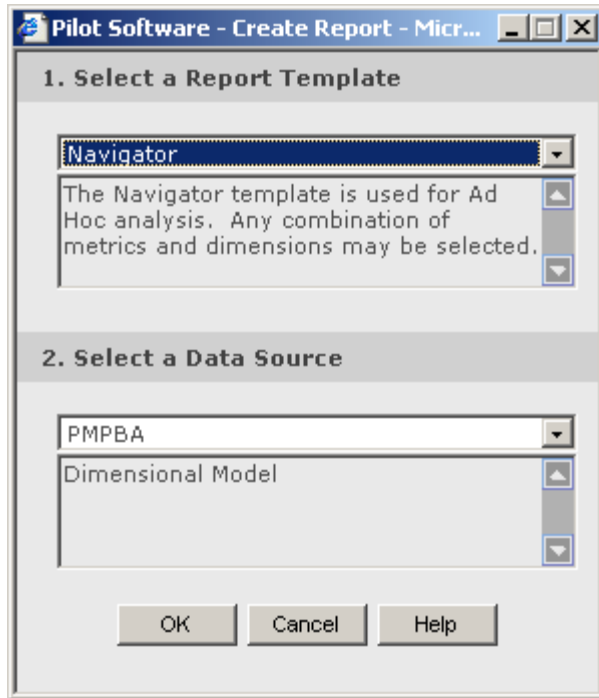 Pilot Software - Create Report - Micr...
1. Select a Report Template
Navigator
The Navigator template is used for Ad
Hoc analysis.  Any combination of
metrics and dimensions may be selected.
2. Select a Data Source
PMPBA
Dimensional Model
OK Cancel Help